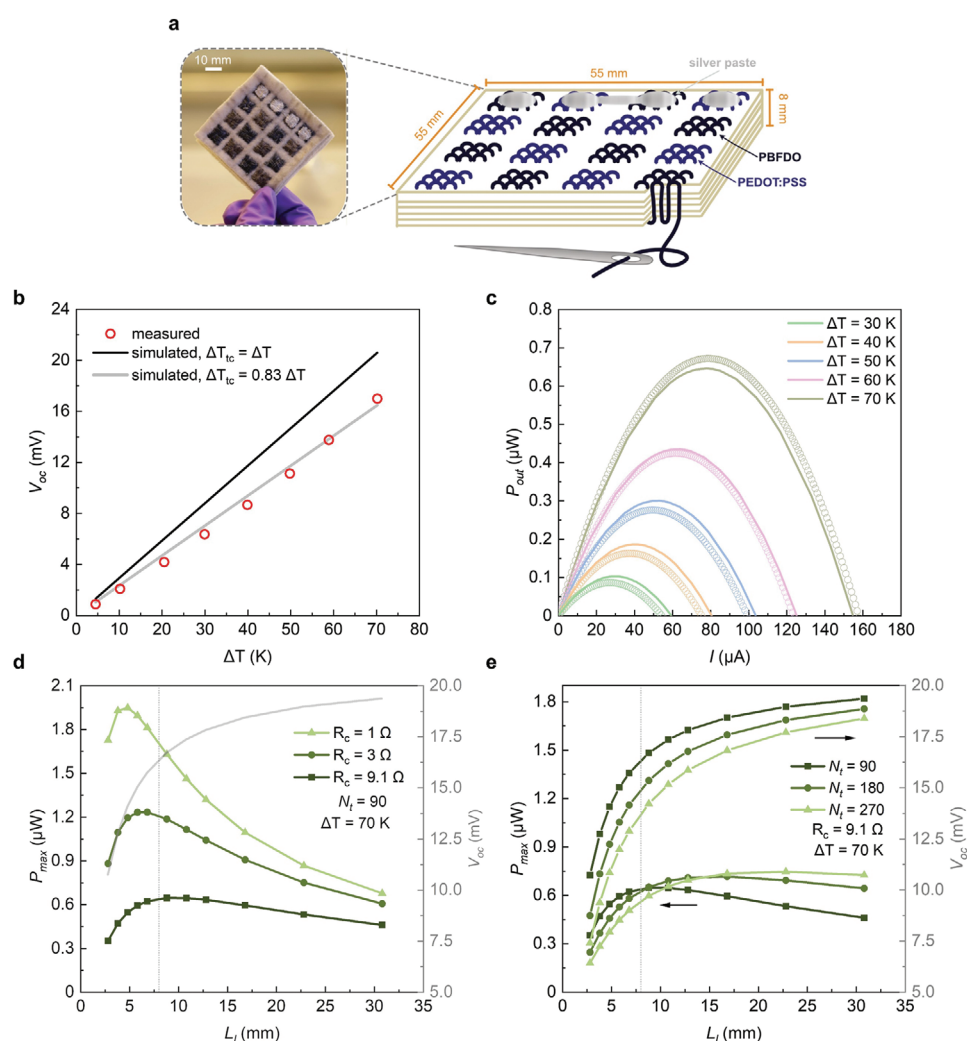 a
10 mm
55 mm
silver paste
55 mm
8 mm
PBFDO
PEDOT:PSS
b
24
20
16
12
8
4
0
V_oc (mV)
measured
simulated, ΔT_tc = ΔT
simulated, ΔT_tc = 0.83 ΔT
0 10 20 30 40 50 60 70 80
ΔT (K)
c
0.8
0.7
0.6
0.5
0.4
0.3
0.2
0.1
0
P_out (µW)
ΔT = 30 K
ΔT = 40 K
ΔT = 50 K
ΔT = 60 K
ΔT = 70 K
0 20 40 60 80 100 120 140 160 180
I (µA)
d
2.1
1.8
1.5
1.2
0.9
0.6
0.3
0
P_max (µW)
R_c = 1 Ω
R_c = 3 Ω
R_c = 9.1 Ω
N_t = 90
ΔT = 70 K
20.0
17.5
15.0
12.5
10.0
7.5
5.0
V_oc (mV)
0 5 10 15 20 25 30 35
L_l (mm)
e
1.8
1.5
1.2
0.9
0.6
0.3
0
P_max (µW)
N_t = 90
N_t = 180
N_t = 270
R_c = 9.1 Ω
ΔT = 70 K
20.0
17.5
15.0
12.5
10.0
7.5
5.0
V_oc (mV)
0 5 10 15 20 25 30 35
L_l (mm)